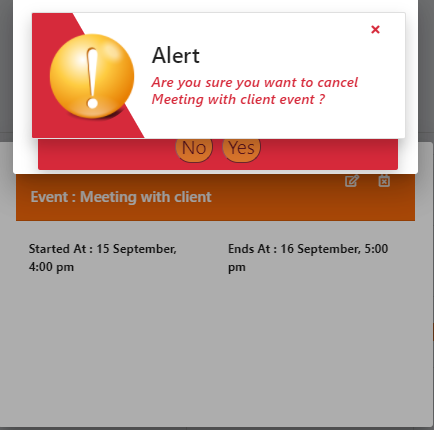 Alert
Are you sure you want to cancel
Meeting with client event ?
No Yes
Event : Meeting with client
Started At : 15 September, 4:00 pm
Ends At : 16 September, 5:00 pm